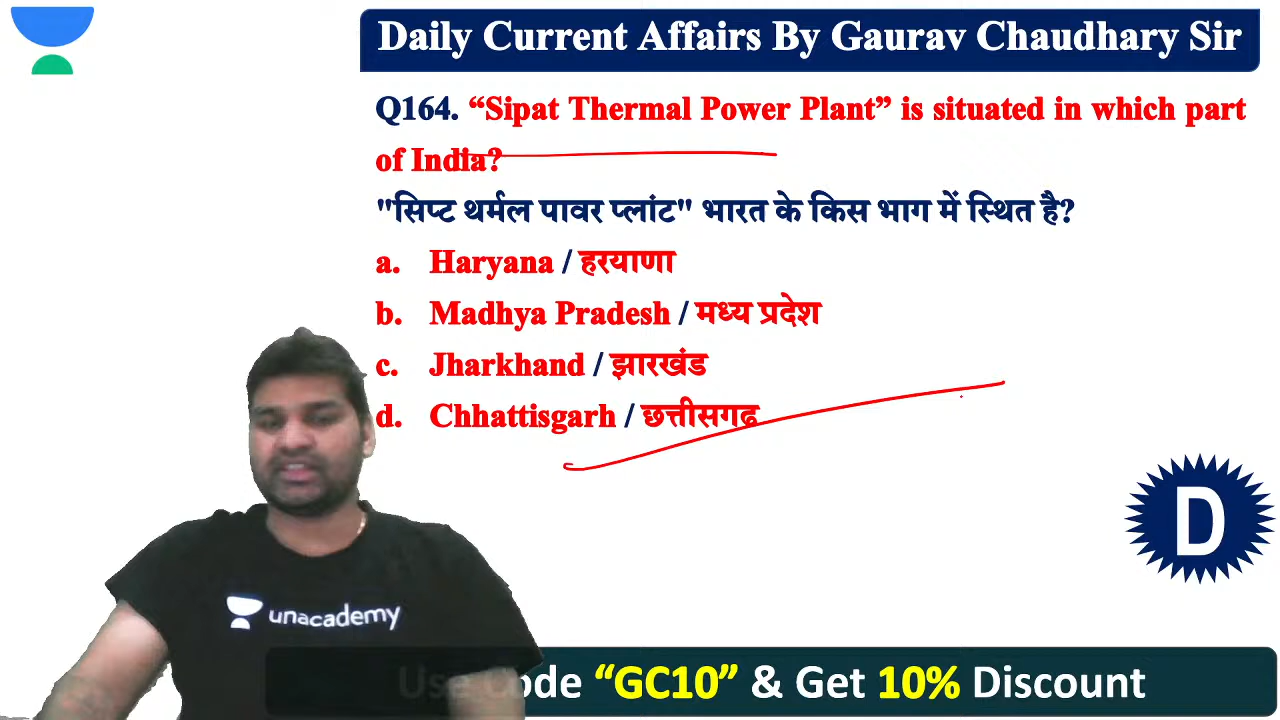 Daily Current Affairs By Gaurav Chaudhary Sir
Q164. “Sipat Thermal Power Plant” is situated in which part
of India?
"सिप्ट थर्मल पावर प्लांट" भारत के किस भाग में स्थित है?
a. Haryana / हरयाणा
b. Madhya Pradesh / मध्य प्रदेश
c. Jharkhand / झारखंड
d. Chhattisgarh / छत्तीसगढ
D
unacademy
Use Code “GC10” & Get 10% Discount